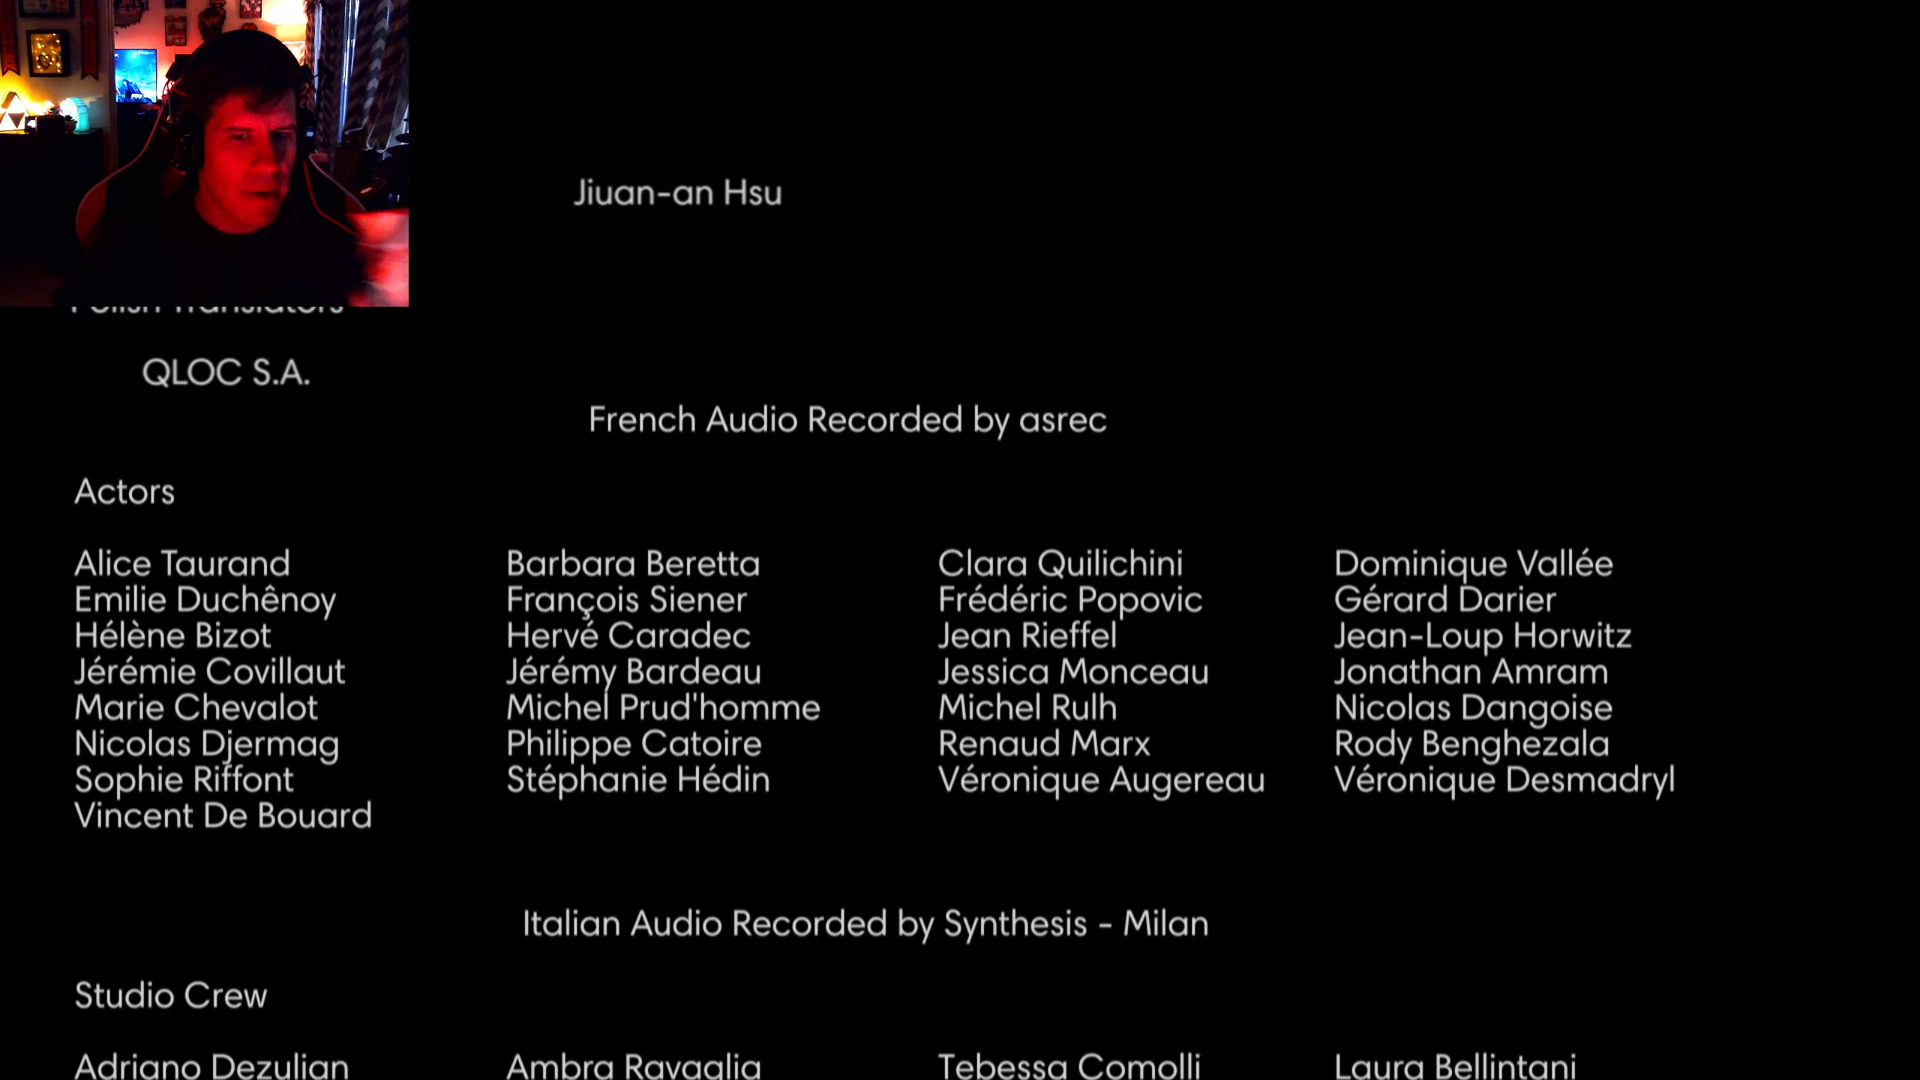 Jiuan-an Hsu
Polish Translators
QLOC S.A.
French Audio Recorded by asrec
Actors
Alice Taurand Barbara Beretta Clara Quilichini Dominique Vallée
Emilie Duchênoy François Siener Frédéric Popovic Gérard Darier
Hélène Bizot Hervé Caradec Jean Rieffel Jean-Loup Horwitz
Jérémie Covillaut Jérémy Bardeau Jessica Monceau Jonathan Amram
Marie Chevalot Michel Prud'homme Michel Rulh Nicolas Dangoise
Nicolas Djermag Philippe Catoire Renaud Marx Rody Benghezala
Sophie Riffont Stéphanie Hédin Véronique Augereau Véronique Desmadryl
Vincent De Bouard
Italian Audio Recorded by Synthesis - Milan
Studio Crew
Adriano Dezulian Ambra Ravaglia Tebessa Comolli Laura Bellintani